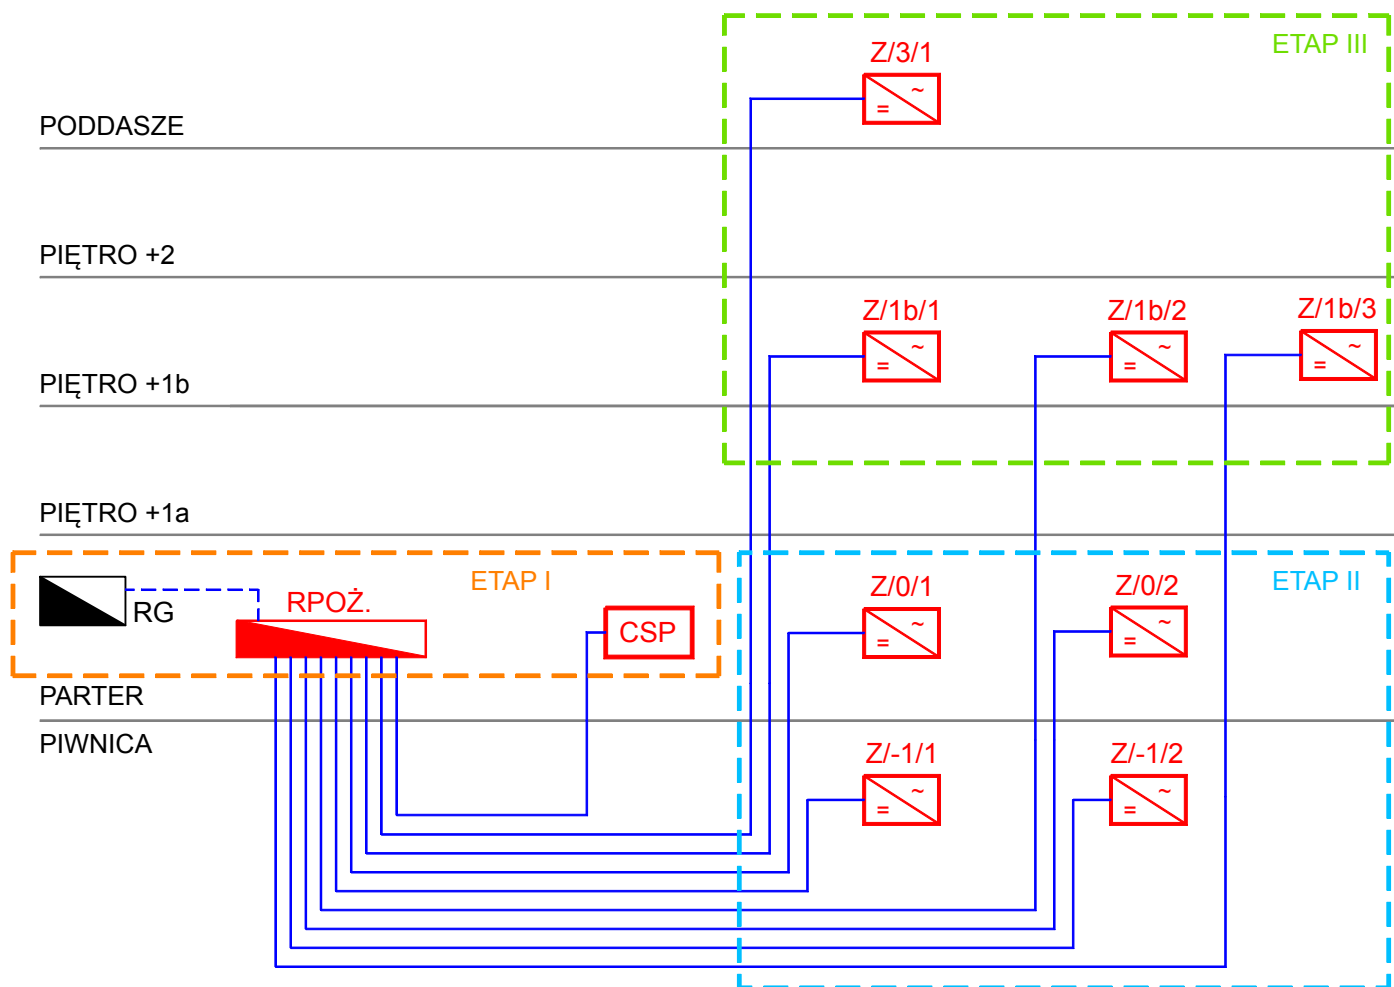 ETAP III
Z/3/1
~
=
PODDASZE
PIĘTRO +2
Z/1b/1
Z/1b/2
Z/1b/3
~
=
~
=
~
=
PIĘTRO +1b
PIĘTRO +1a
ETAP I
ETAP II
RG
RPOŻ.
CSP
Z/0/1
Z/0/2
~
=
~
=
PARTER
PIWNICA
Z/-1/1
Z/-1/2
~
=
~
=